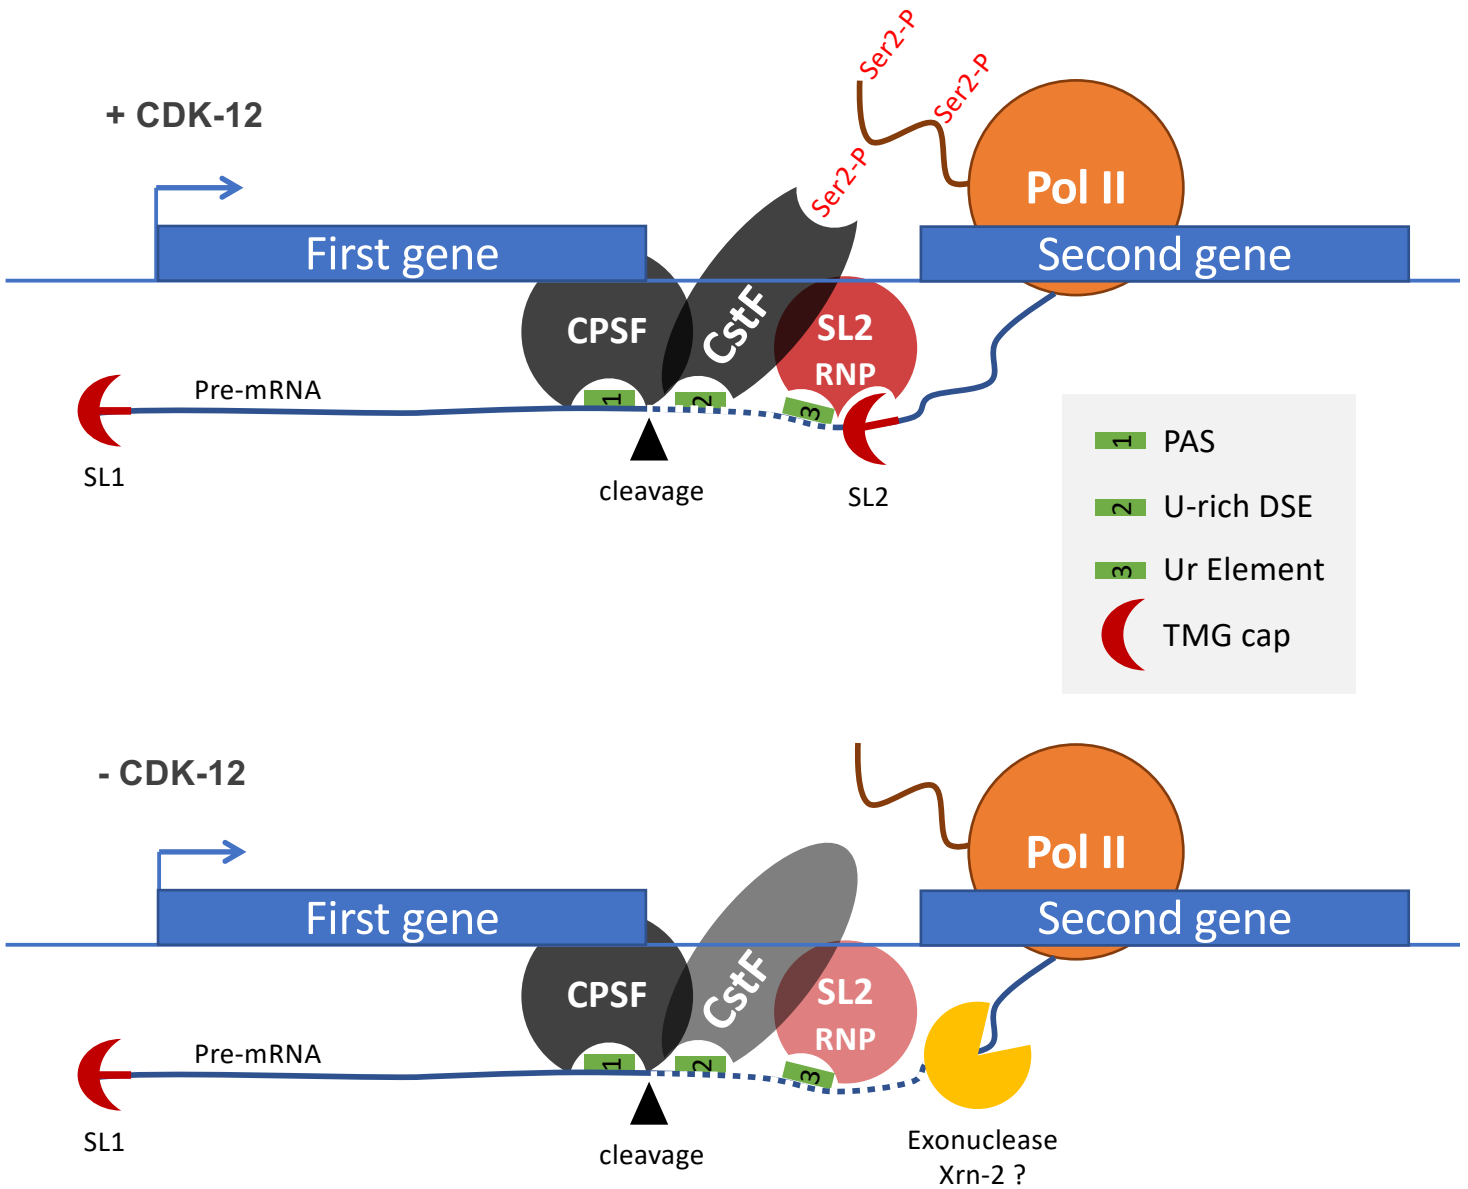 + CDK-12
Ser2-P
Ser2-P
Ser2-P
Pol II
First gene
Second gene
CPSF
CstF
SL2
RNP
Pre-mRNA
1
2
3
SL1
cleavage
SL2
1 PAS
2 U-rich DSE
3 Ur Element
TMG cap
- CDK-12
Pol II
First gene
Second gene
CPSF
CstF
SL2
RNP
Pre-mRNA
1
2
3
SL1
cleavage
Exonuclease
Xrn-2 ?